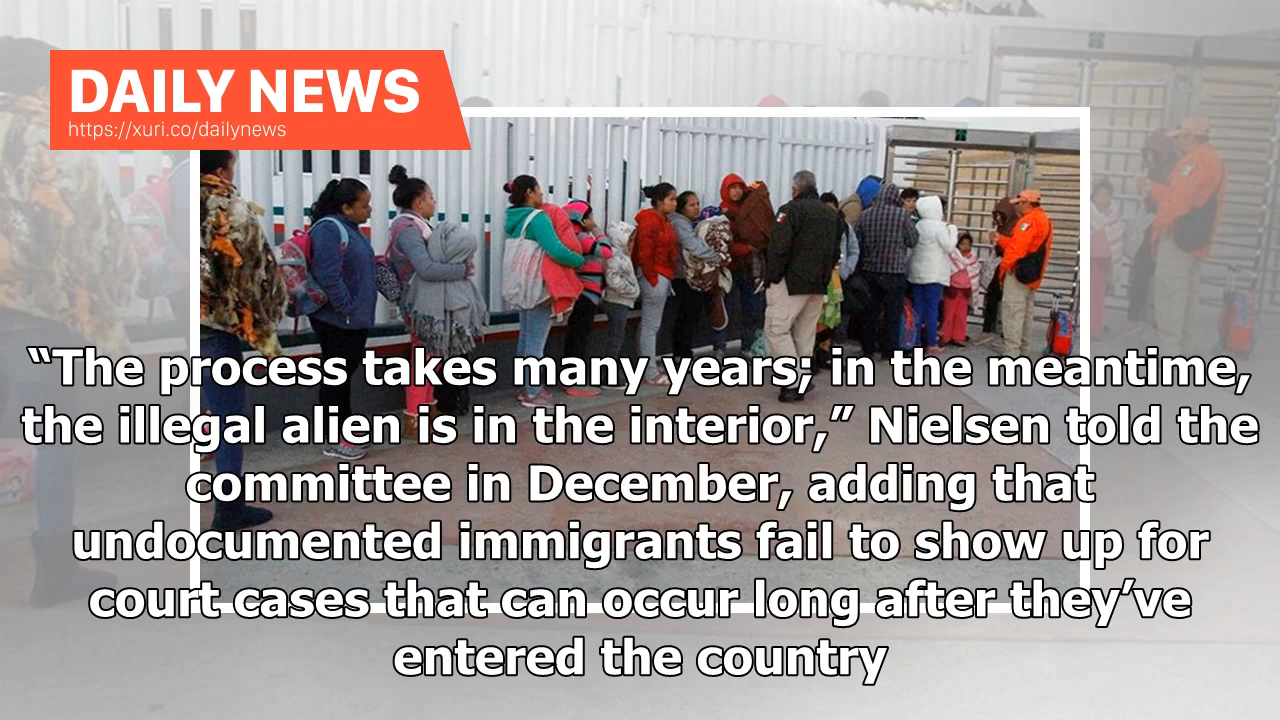 DAILY NEWS
https://xuri.co/dailynews
“The process takes many years; in the meantime,
the illegal alien is in the interior,” Nielsen told the
committee in December, adding that
undocumented immigrants fail to show up for
court cases that can occur long after they’ve
entered the country